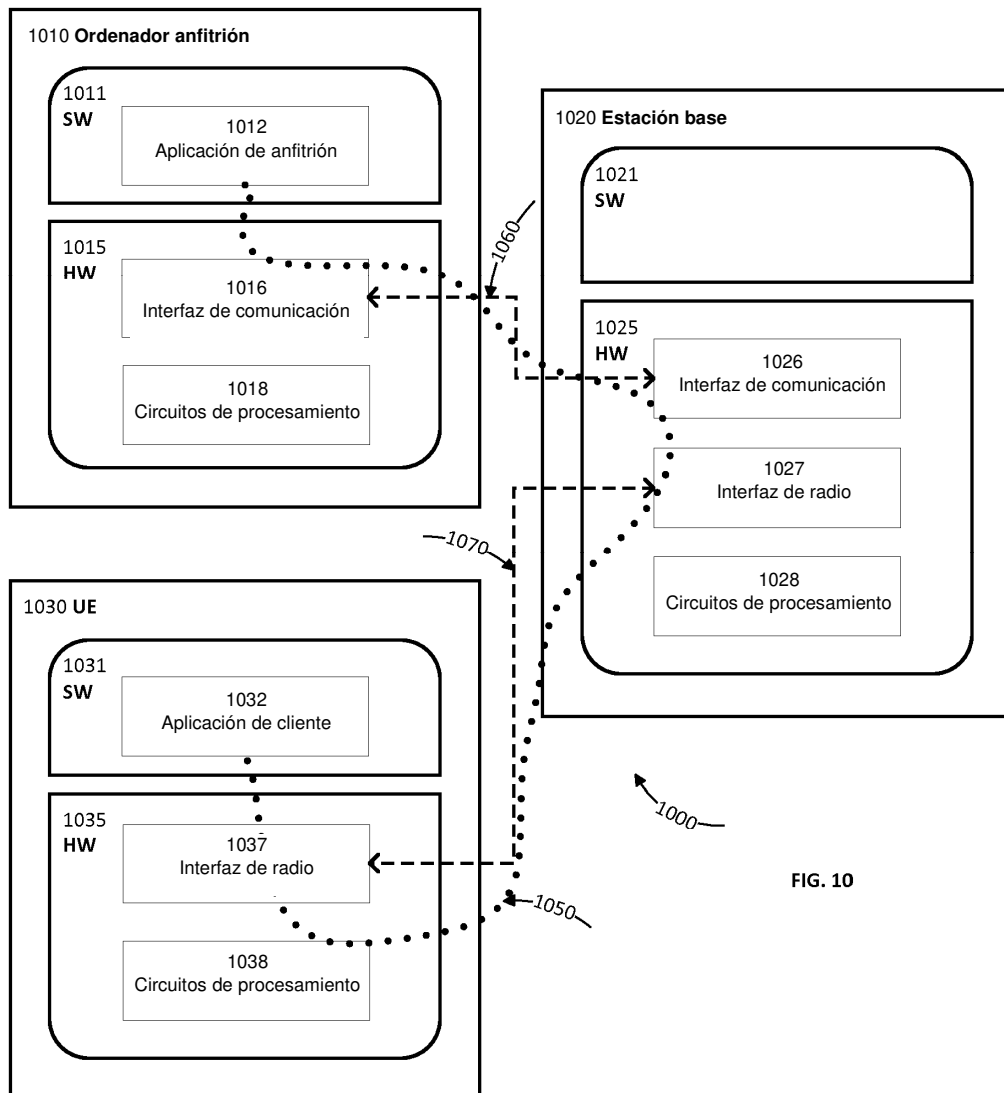 1010 Ordenador anfitrión
1011
SW
1012
Aplicación de anfitrión
1015
HW
1016
Interfaz de comunicación
1018
Circuitos de procesamiento
1020 Estación base
1021
SW
1025
HW
1026
Interfaz de comunicación
1027
Interfaz de radio
1028
Circuitos de procesamiento
1060
1070
1030 UE
1031
SW
1032
Aplicación de cliente
1035
HW
1037
Interfaz de radio
1038
Circuitos de procesamiento
1050
1000
FIG. 10